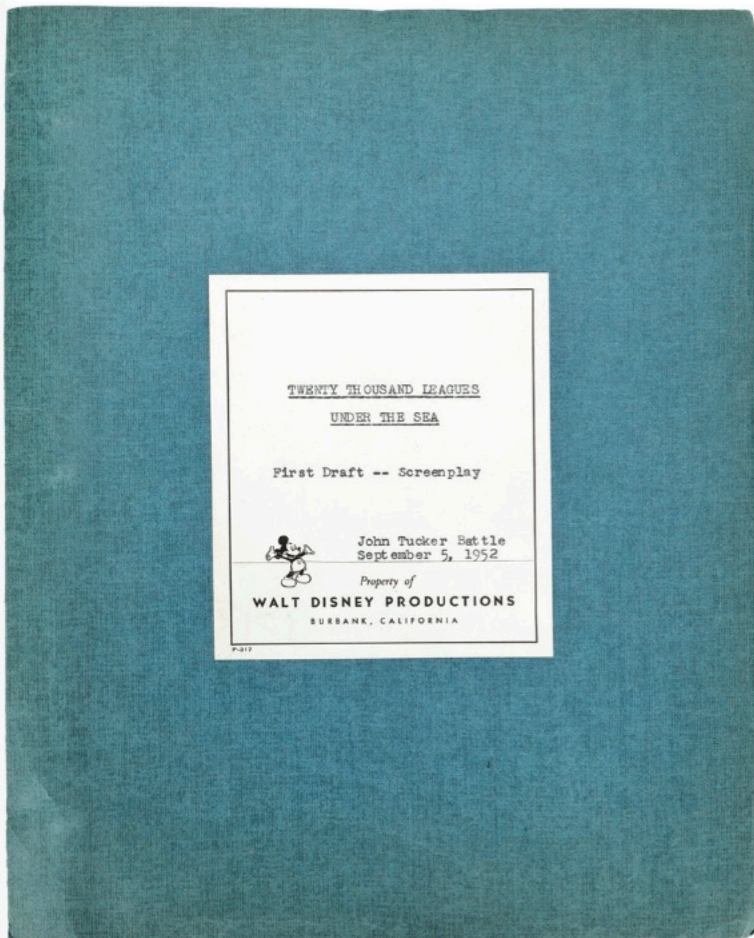 TWENTY THOUSAND LEAGUES
UNDER THE SEA
First Draft -- Screenplay
John Tucker Battle
September 5, 1952
Property of
WALT DISNEY PRODUCTIONS
BURBANK, CALIFORNIA
P-317